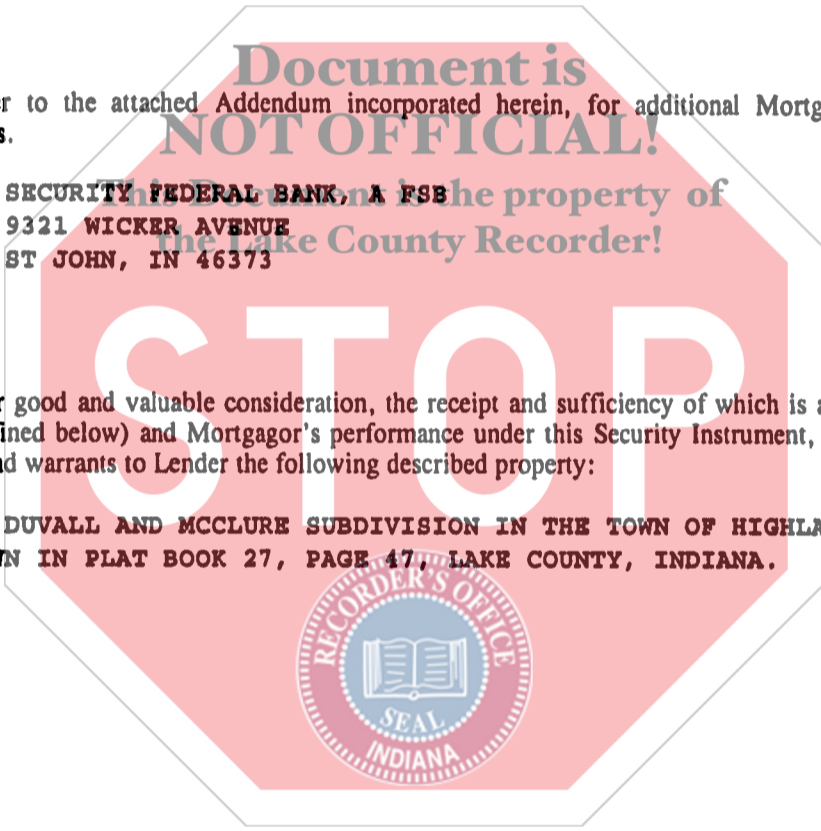 Document is
er to the attached Addendum incorporated herein, for additional Mortg
s.
NOT OFFICIAL!
SECURITY FEDERAL BANK, A FSB
This Document is the property of
9321 WICKER AVENUE
the Lake County Recorder!
ST JOHN, IN 46373
STOP
r good and valuable consideration, the receipt and sufficiency of which is a
ined below) and Mortgagor's performance under this Security Instrument,
d warrants to Lender the following described property:
DUVALL AND MCCLURE SUBDIVISION IN THE TOWN OF HIGHLA
N IN PLAT BOOK 27, PAGE 47, LAKE COUNTY, INDIANA.
RECORDER'S OFFICE
SEAL
INDIANA